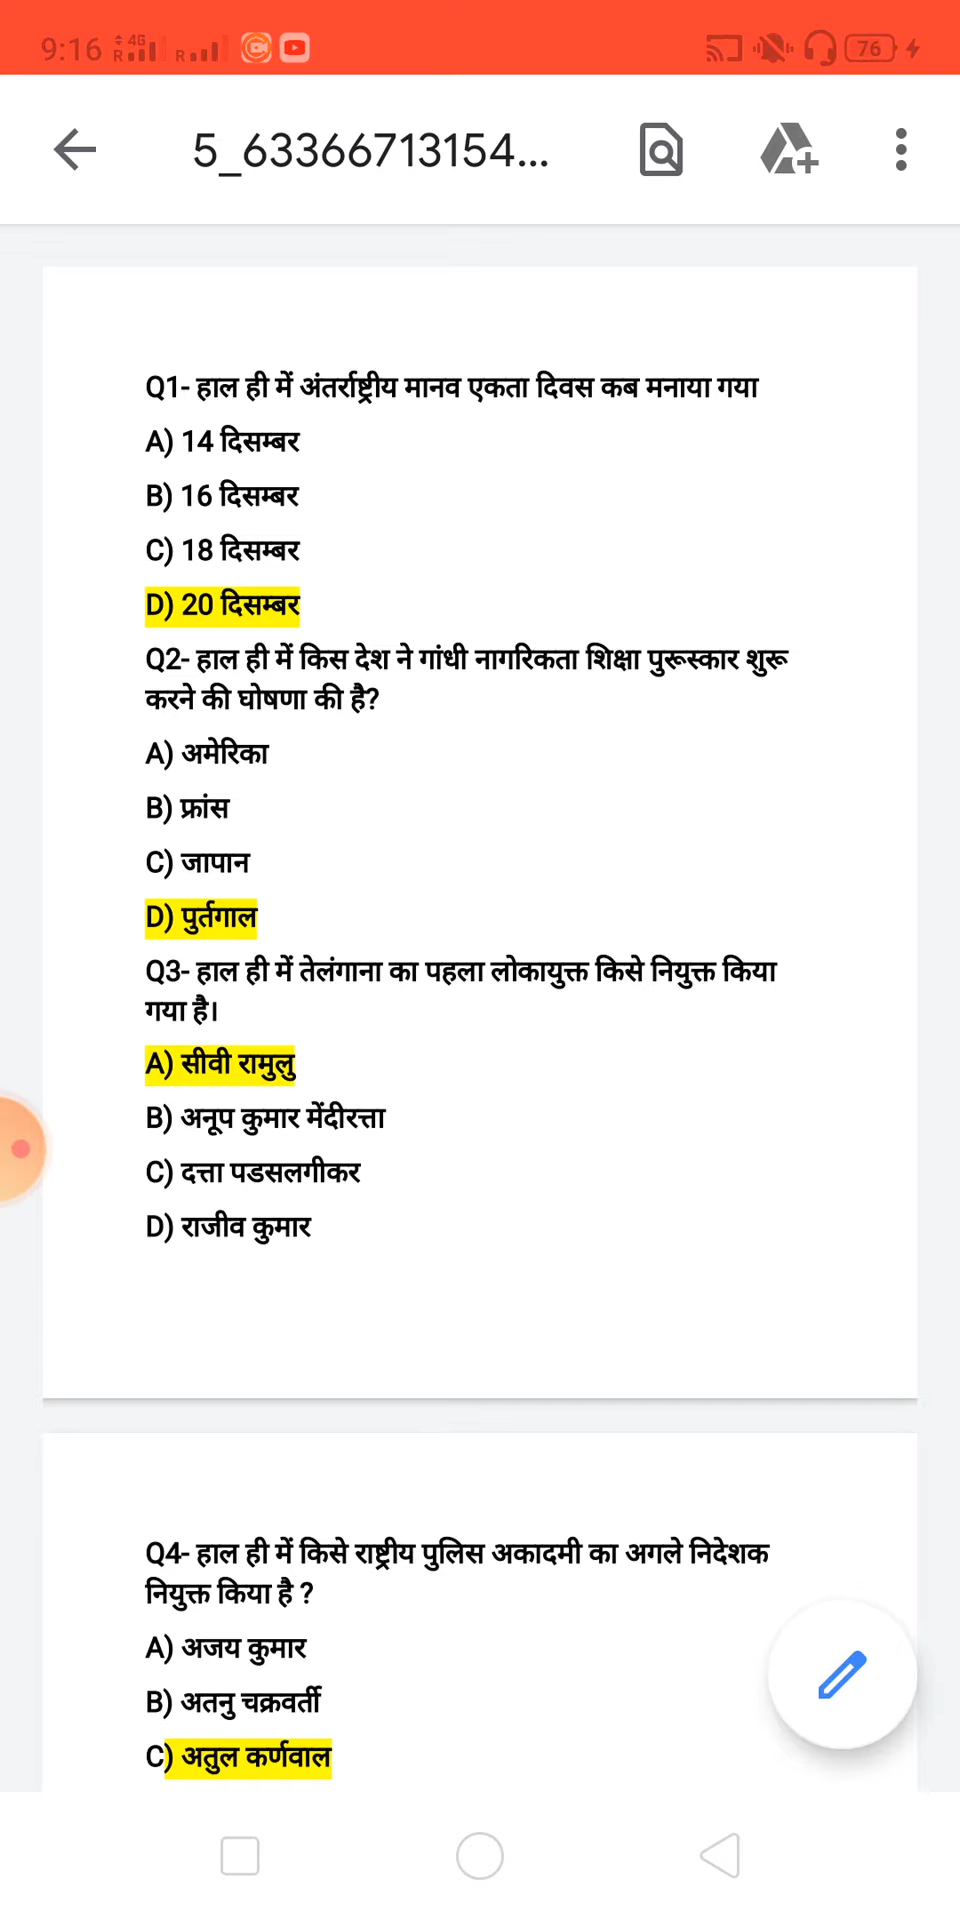 9:16 4G R R 76
5_63366713154...
Q1- हाल ही में अंतर्राष्ट्रीय मानव एकता दिवस कब मनाया गया
A) 14 दिसम्बर
B) 16 दिसम्बर
C) 18 दिसम्बर
D) 20 दिसम्बर
Q2- हाल ही में किस देश ने गांधी नागरिकता शिक्षा पुरूस्कार शुरू
करने की घोषणा की है?
A) अमेरिका
B) फ्रांस
C) जापान
D) पुर्तगाल
Q3- हाल ही में तेलंगाना का पहला लोकायुक्त किसे नियुक्त किया
गया है।
A) सीवी रामुलु
B) अनूप कुमार मेंदीरत्ता
C) दत्ता पडसलगीकर
D) राजीव कुमार
Q4- हाल ही में किसे राष्ट्रीय पुलिस अकादमी का अगले निदेशक
नियुक्त किया है ?
A) अजय कुमार
B) अतनु चक्रवर्ती
C) अतुल कर्णवाल